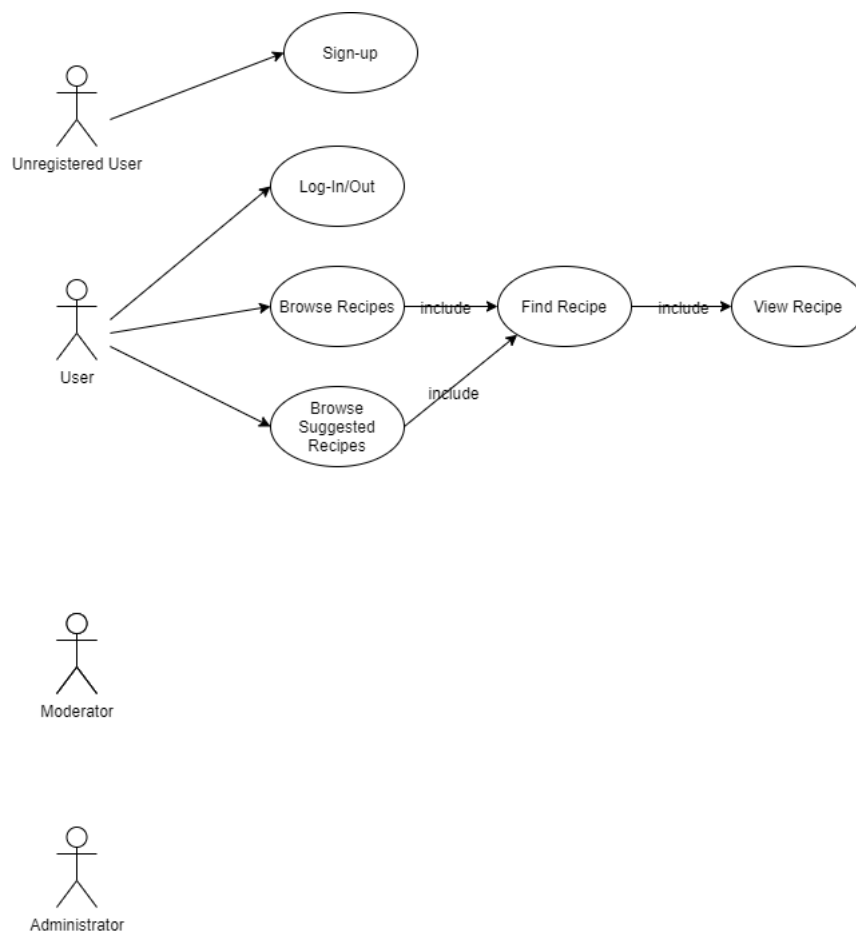 Sign-up
Unregistered User
Log-In/Out
Browse Recipes
include
Find Recipe
include
View Recipe
User
include
Browse
Suggested
Recipes
Moderator
Administrator